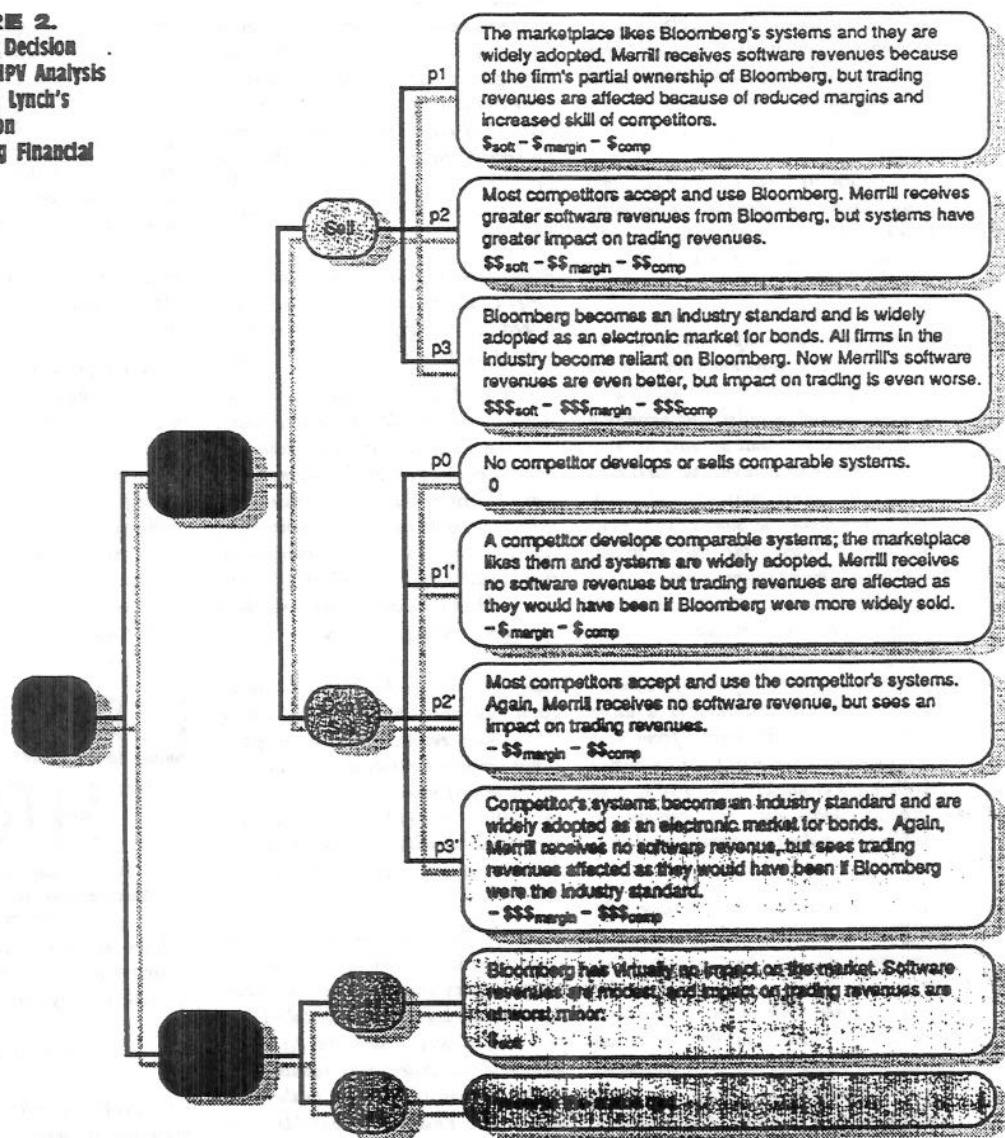 RE 2.
Decision
NPV Analysis
Lynch's
on
g Financial
The marketplace likes Bloomberg's systems and they are
widely adopted. Merrill receives software revenues because
of the firm's partial ownership of Bloomberg, but trading
revenues are affected because of reduced margins and
increased skill of competitors.
$soft - $margin - $comp
p1
Sell
p2
Most competitors accept and use Bloomberg. Merrill receives
greater software revenues from Bloomberg, but systems have
greater impact on trading revenues.
$$soft - $$margin - $$comp
p3
Bloomberg becomes an industry standard and is widely
adopted as an electronic market for bonds. All firms in the
industry become reliant on Bloomberg. Now Merrill's software
revenues are even better, but impact on trading is even worse.
$$$soft - $$$margin - $$$comp
p0
No competitor develops or sells comparable systems.
0
p1'
A competitor develops comparable systems; the marketplace
likes them and systems are widely adopted. Merrill receives
no software revenues but trading revenues are affected as
they would have been if Bloomberg were more widely sold.
- $margin - $comp
p2'
Most competitors accept and use the competitor's systems.
Again, Merrill receives no software revenue, but sees an
impact on trading revenues.
- $$margin - $$comp
p3'
Competitor's systems become an industry standard and are
widely adopted as an electronic market for bonds. Again,
Merrill receives no software revenue, but sees trading
revenues affected as they would have been if Bloomberg
were the industry standard.
- $$$margin - $$$comp
Bloomberg has virtually no impact on the market. Software
revenues are modest, and impact on trading revenues are
at worst minor.
$soft